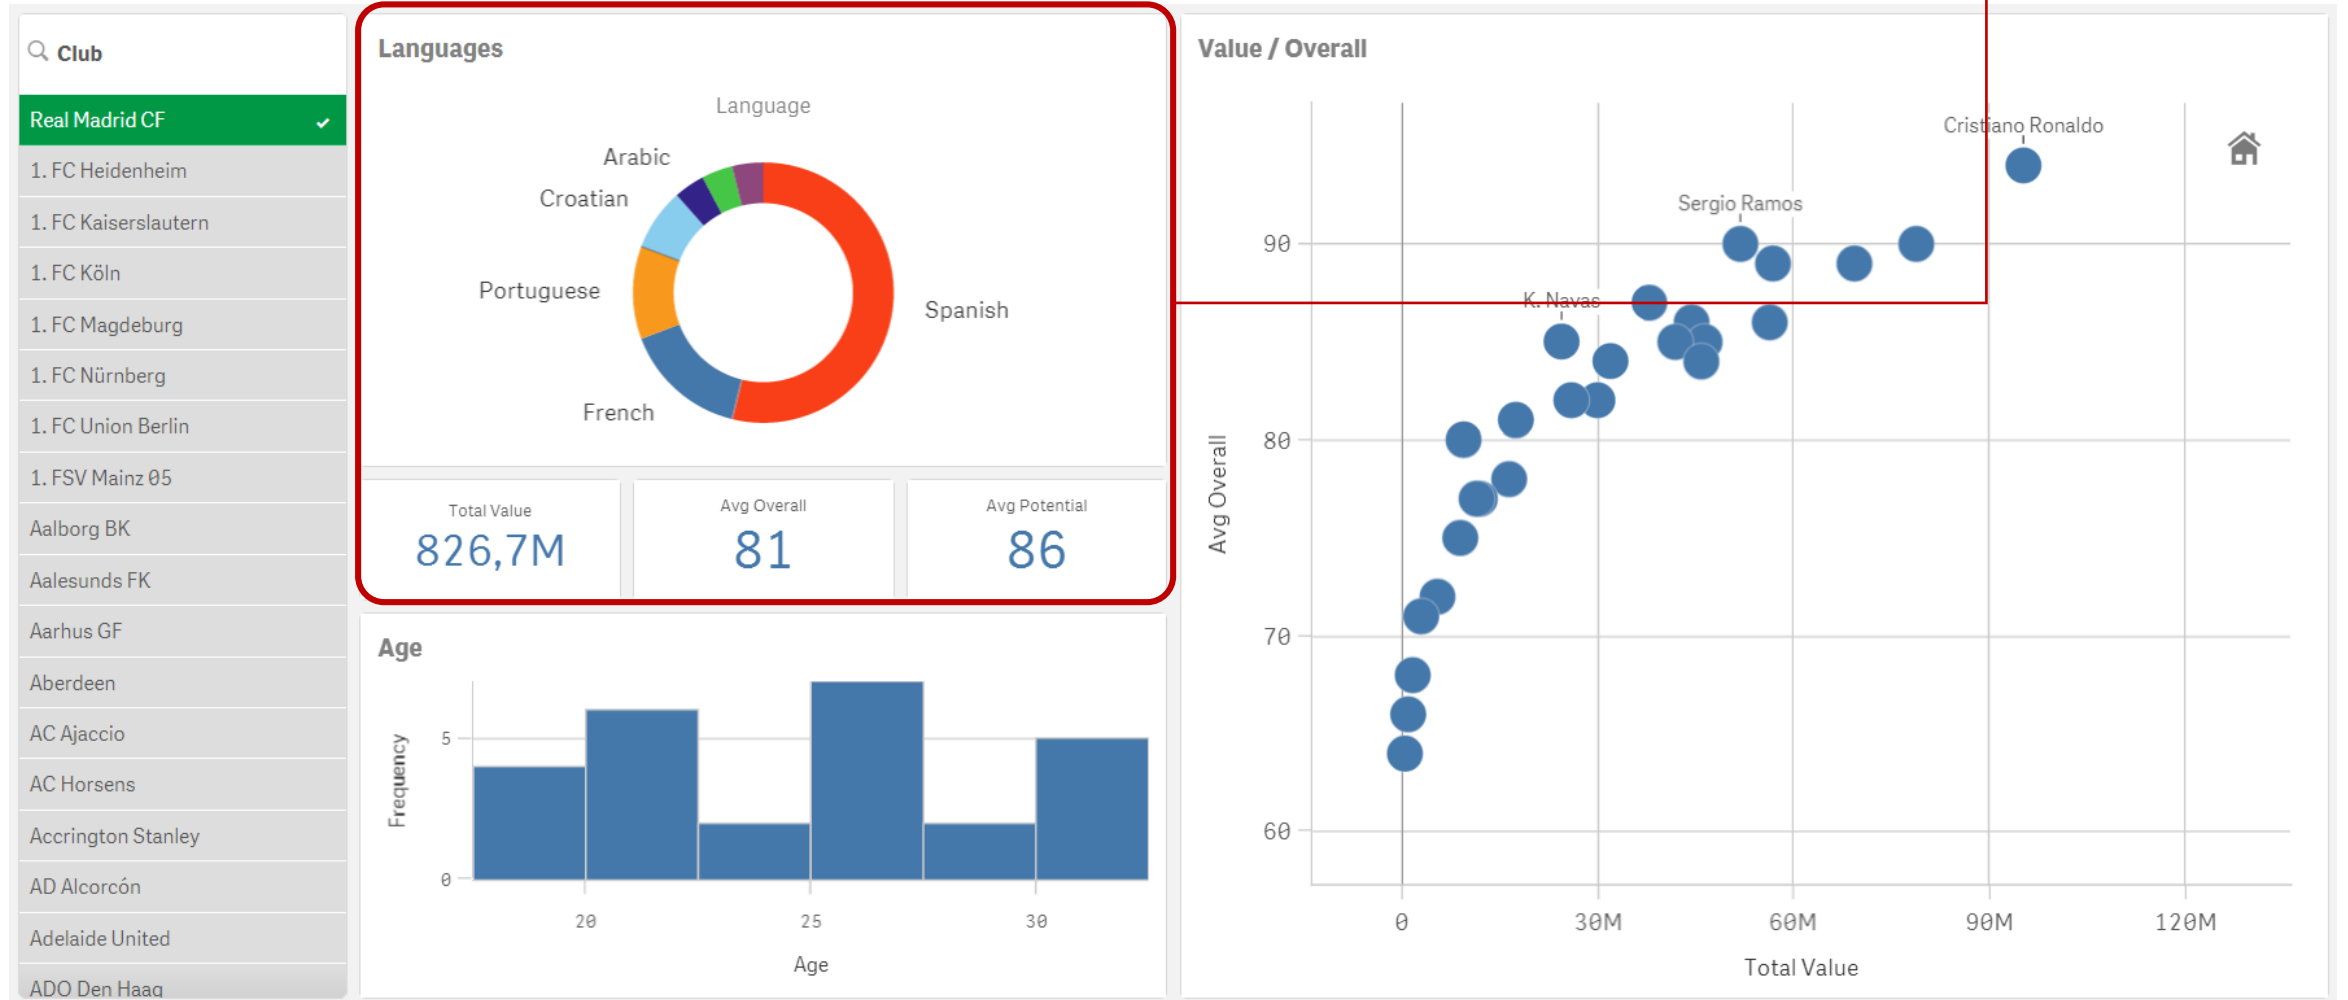 Club
Real Madrid CF
1. FC Heidenheim
1. FC Kaiserslautern
1. FC Köln
1. FC Magdeburg
1. FC Nürnberg
1. FC Union Berlin
1. FSV Mainz 05
Aalborg BK
Aalesunds FK
Aarhus GF
Aberdeen
AC Ajaccio
AC Horsens
Accrington Stanley
AD Alcorcón
Adelaide United
ADO Den Haag
Languages
Language
Arabic
Croatian
Portuguese
Spanish
French
Total Value
826,7M
Avg Overall
81
Avg Potential
86
Age
Frequency
5
0
20
25
30
Age
Value / Overall
Cristiano Ronaldo
Sergio Ramos
K. Navas
Avg Overall
90
80
70
60
0
30M
60M
90M
120M
Total Value